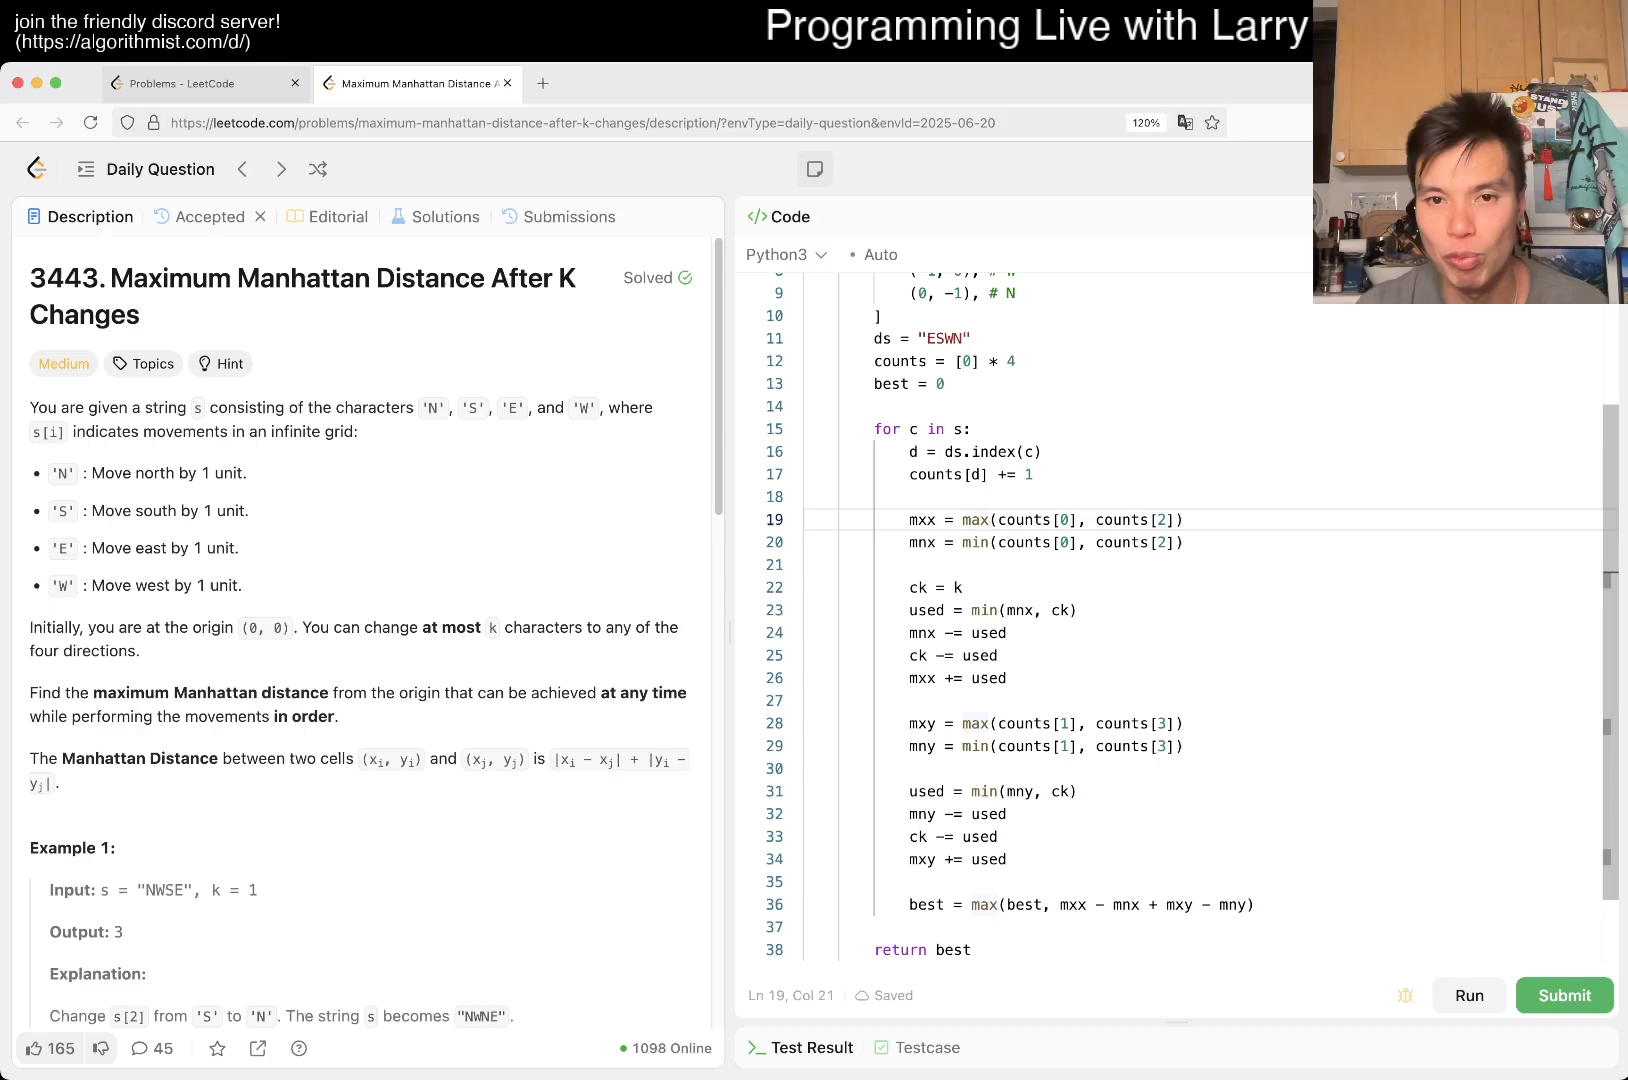 join the friendly discord server!
(https://algorithmist.com/d/)
Programming Live with Larry
Problems - LeetCode
Maximum Manhattan Distance A
https://leetcode.com/problems/maximum-manhattan-distance-after-k-changes/description/?envType=daily-question&envId=2025-06-20
120%
Daily Question
Description
Accepted
Editorial
Solutions
Submissions
3443. Maximum Manhattan Distance After K
Changes
Solved
Medium
Topics
Hint
You are given a string s consisting of the characters 'N', 'S', 'E', and 'W', where
s[i] indicates movements in an infinite grid:
• 'N' : Move north by 1 unit.
• 'S' : Move south by 1 unit.
• 'E' : Move east by 1 unit.
• 'W' : Move west by 1 unit.
Initially, you are at the origin (0, 0). You can change at most k characters to any of the
four directions.
Find the maximum Manhattan distance from the origin that can be achieved at any time
while performing the movements in order.
The Manhattan Distance between two cells (xi, yi) and (xj, yj) is |xi - xj| + |yi -
yj|.
Example 1:
Input: s = "NWSE", k = 1
Output: 3
Explanation:
Change s[2] from 'S' to 'N'. The string s becomes "NWNE".
165
45
1098 Online
</> Code
Python3
• Auto
9 (0, -1), # N
10 ]
11 ds = "ESWN"
12 counts = [0] * 4
13 best = 0
14
15 for c in s:
16 d = ds.index(c)
17 counts[d] += 1
18
19 mxx = max(counts[0], counts[2])
20 mnx = min(counts[0], counts[2])
21
22 ck = k
23 used = min(mnx, ck)
24 mnx -= used
25 ck -= used
26 mxx += used
27
28 mxy = max(counts[1], counts[3])
29 mny = min(counts[1], counts[3])
30
31 used = min(mny, ck)
32 mny -= used
33 ck -= used
34 mxy += used
35
36 best = max(best, mxx - mnx + mxy - mny)
37
38 return best
Ln 19, Col 21
Saved
Run
Submit
Test Result
Testcase